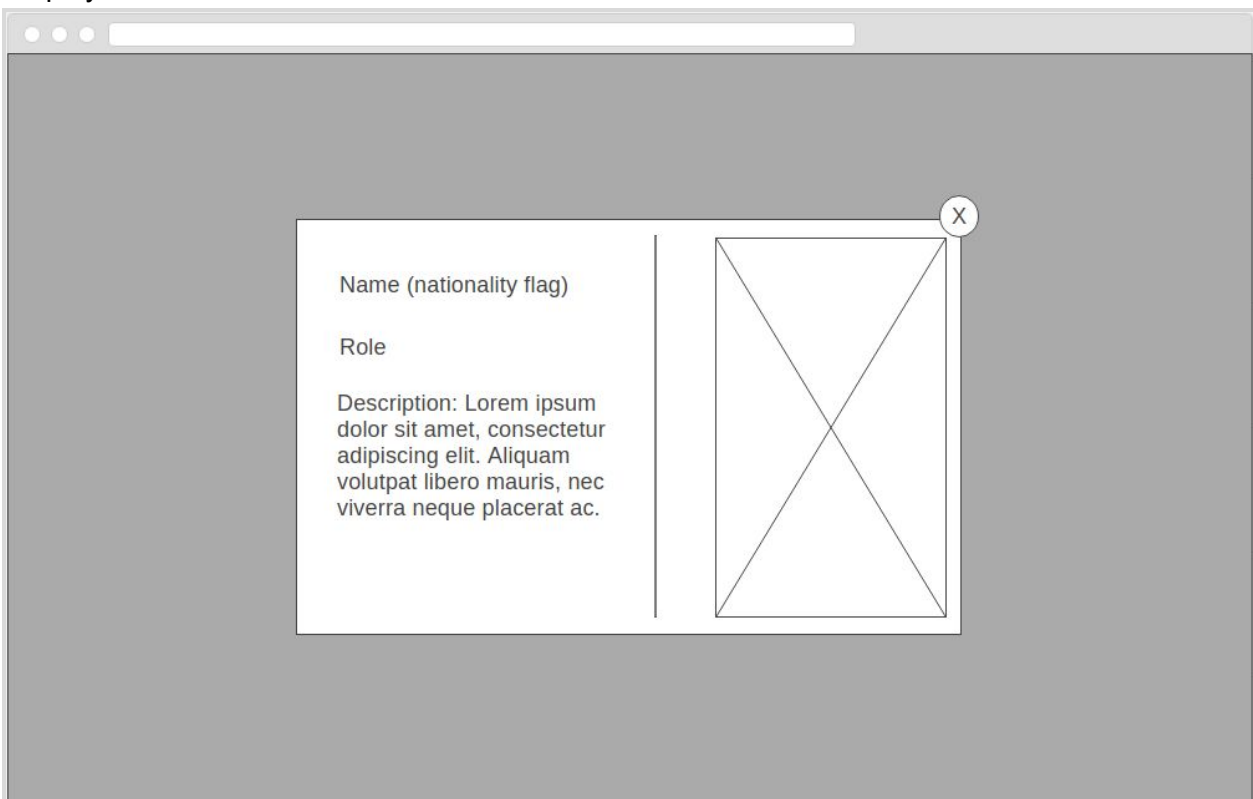 X
Name (nationality flag)
Role
Description: Lorem ipsum
dolor sit amet, consectetur
adipiscing elit. Aliquam
volutpat libero mauris, nec
viverra neque placerat ac.